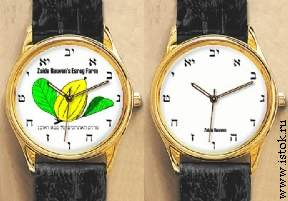 יא יב א
Zaide Reuven's Esrog Farm
י ב
ט ג
ח ד
ז ו ה
יא יב א
י ב
ט ג
ח ד
Zaide Reuven
ז ו ה
www.istok.ru